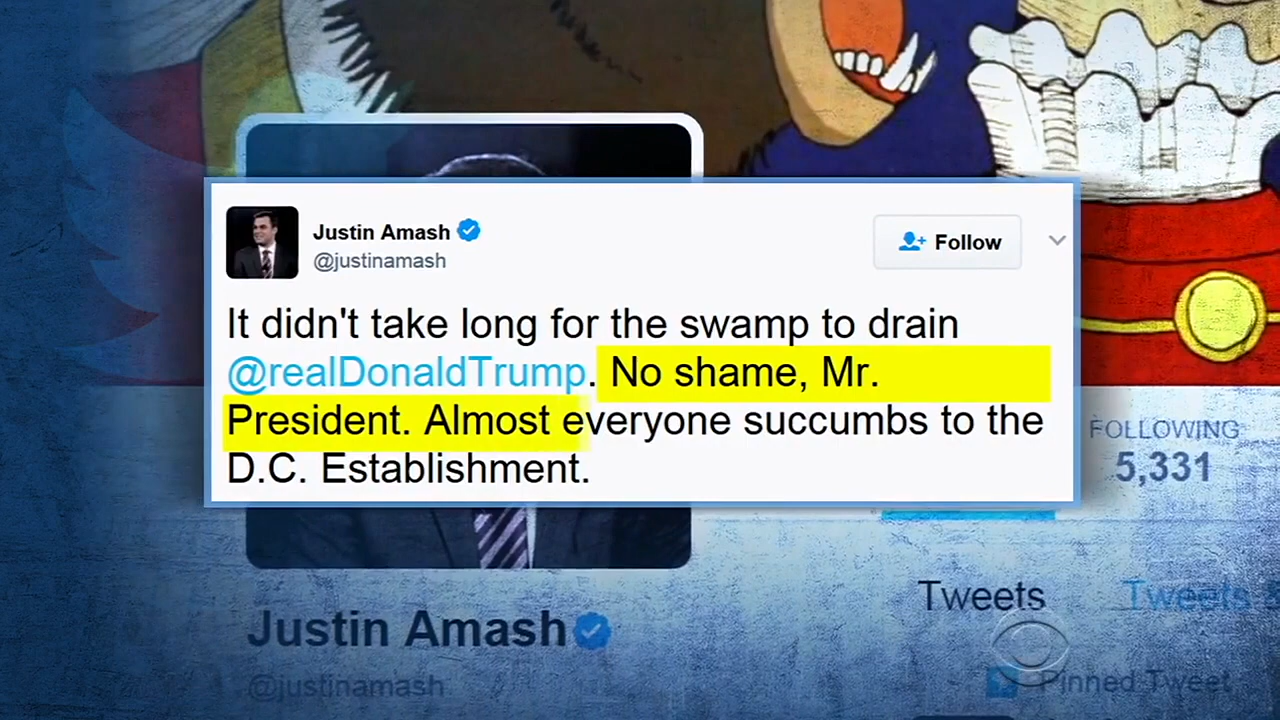 Justin Amash
@justinamash
Follow
It didn't take long for the swamp to drain
@realDonaldTrump. No shame, Mr.
President. Almost everyone succumbs to the
D.C. Establishment.
FOLLOWING
5,331
Tweets
Tweets &
Justin Amash
@justinamash
Pinned Tweet